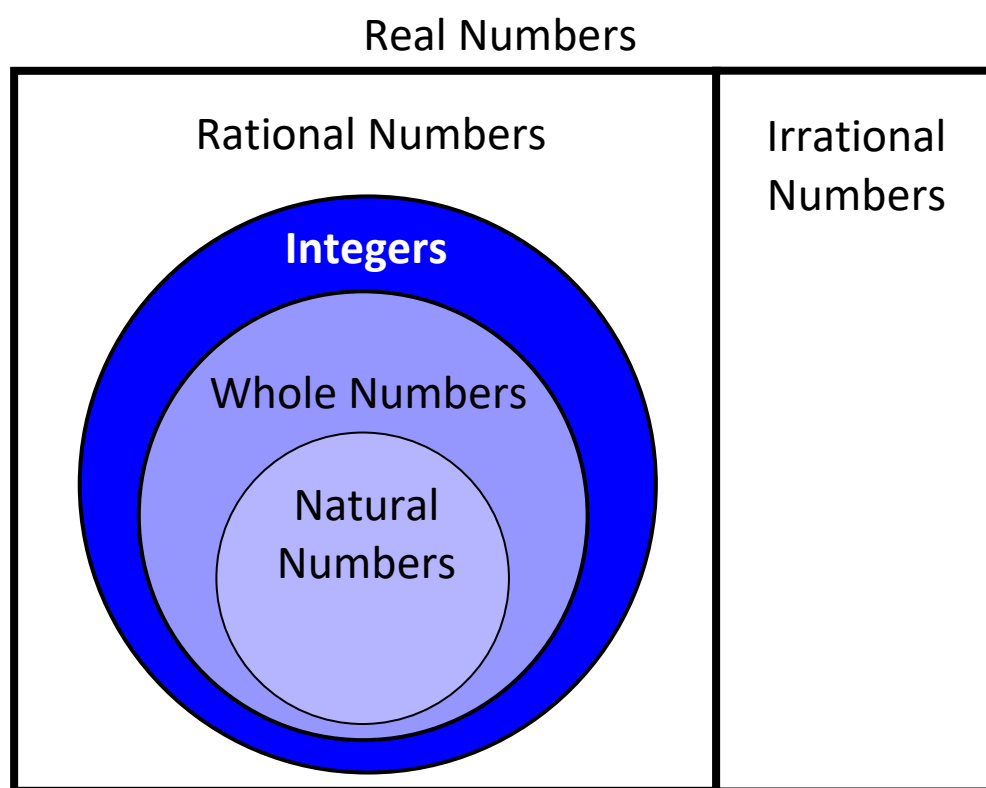 Real Numbers
Rational Numbers
Irrational
Numbers
Integers
Whole Numbers
Natural
Numbers